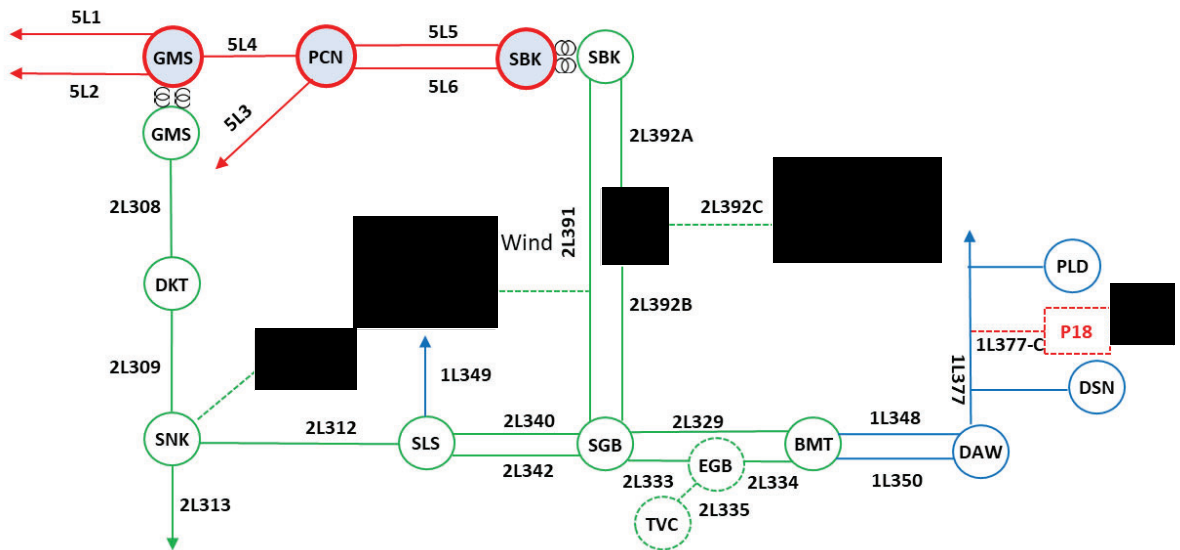 5L1
5L2
GMS
5L4
PCN
5L5
5L6
SBK
SBK
5L3
GMS
2L392A
2L308
2L391
2L392C
Wind
DKT
2L392B
PLD
P18
1L377-C
2L309
1L349
1L377
DSN
SNK
2L312
SLS
2L340
2L342
SGB
2L329
BMT
1L348
1L350
DAW
EGB
2L333
2L334
2L335
TVC
2L313